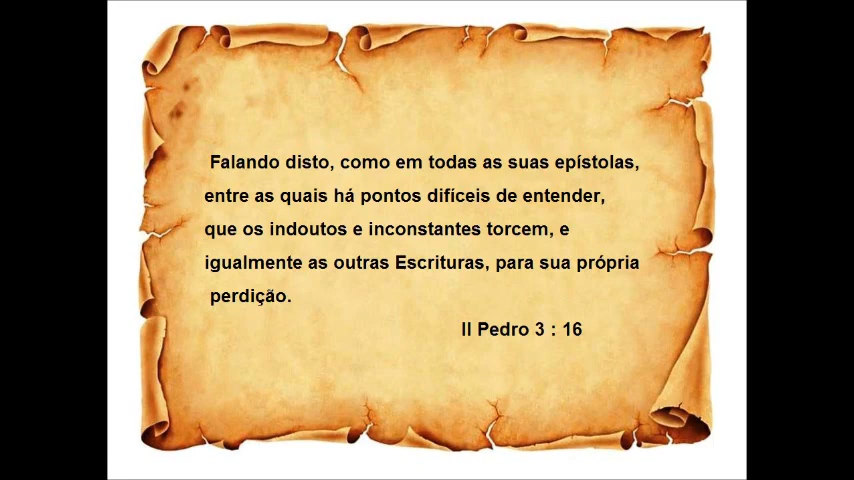 Falando disto, como em todas as suas epístolas,
entre as quais há pontos difíceis de entender,
que os indoutos e inconstantes torcem, e
igualmente as outras Escrituras, para sua própria
perdição.
II Pedro 3 : 16